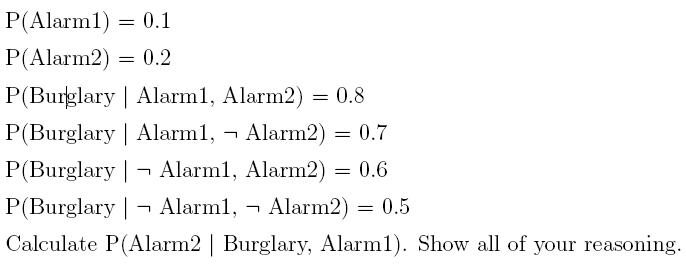 P(Alarm1) = 0.1
P(Alarm2) = 0.2
P(Burglary | Alarm1, Alarm2) = 0.8
P(Burglary | Alarm1, ¬ Alarm2) = 0.7
P(Burglary | ¬ Alarm1, Alarm2) = 0.6
P(Burglary | ¬ Alarm1, ¬ Alarm2) = 0.5
Calculate P(Alarm2 | Burglary, Alarm1). Show all of your reasoning.